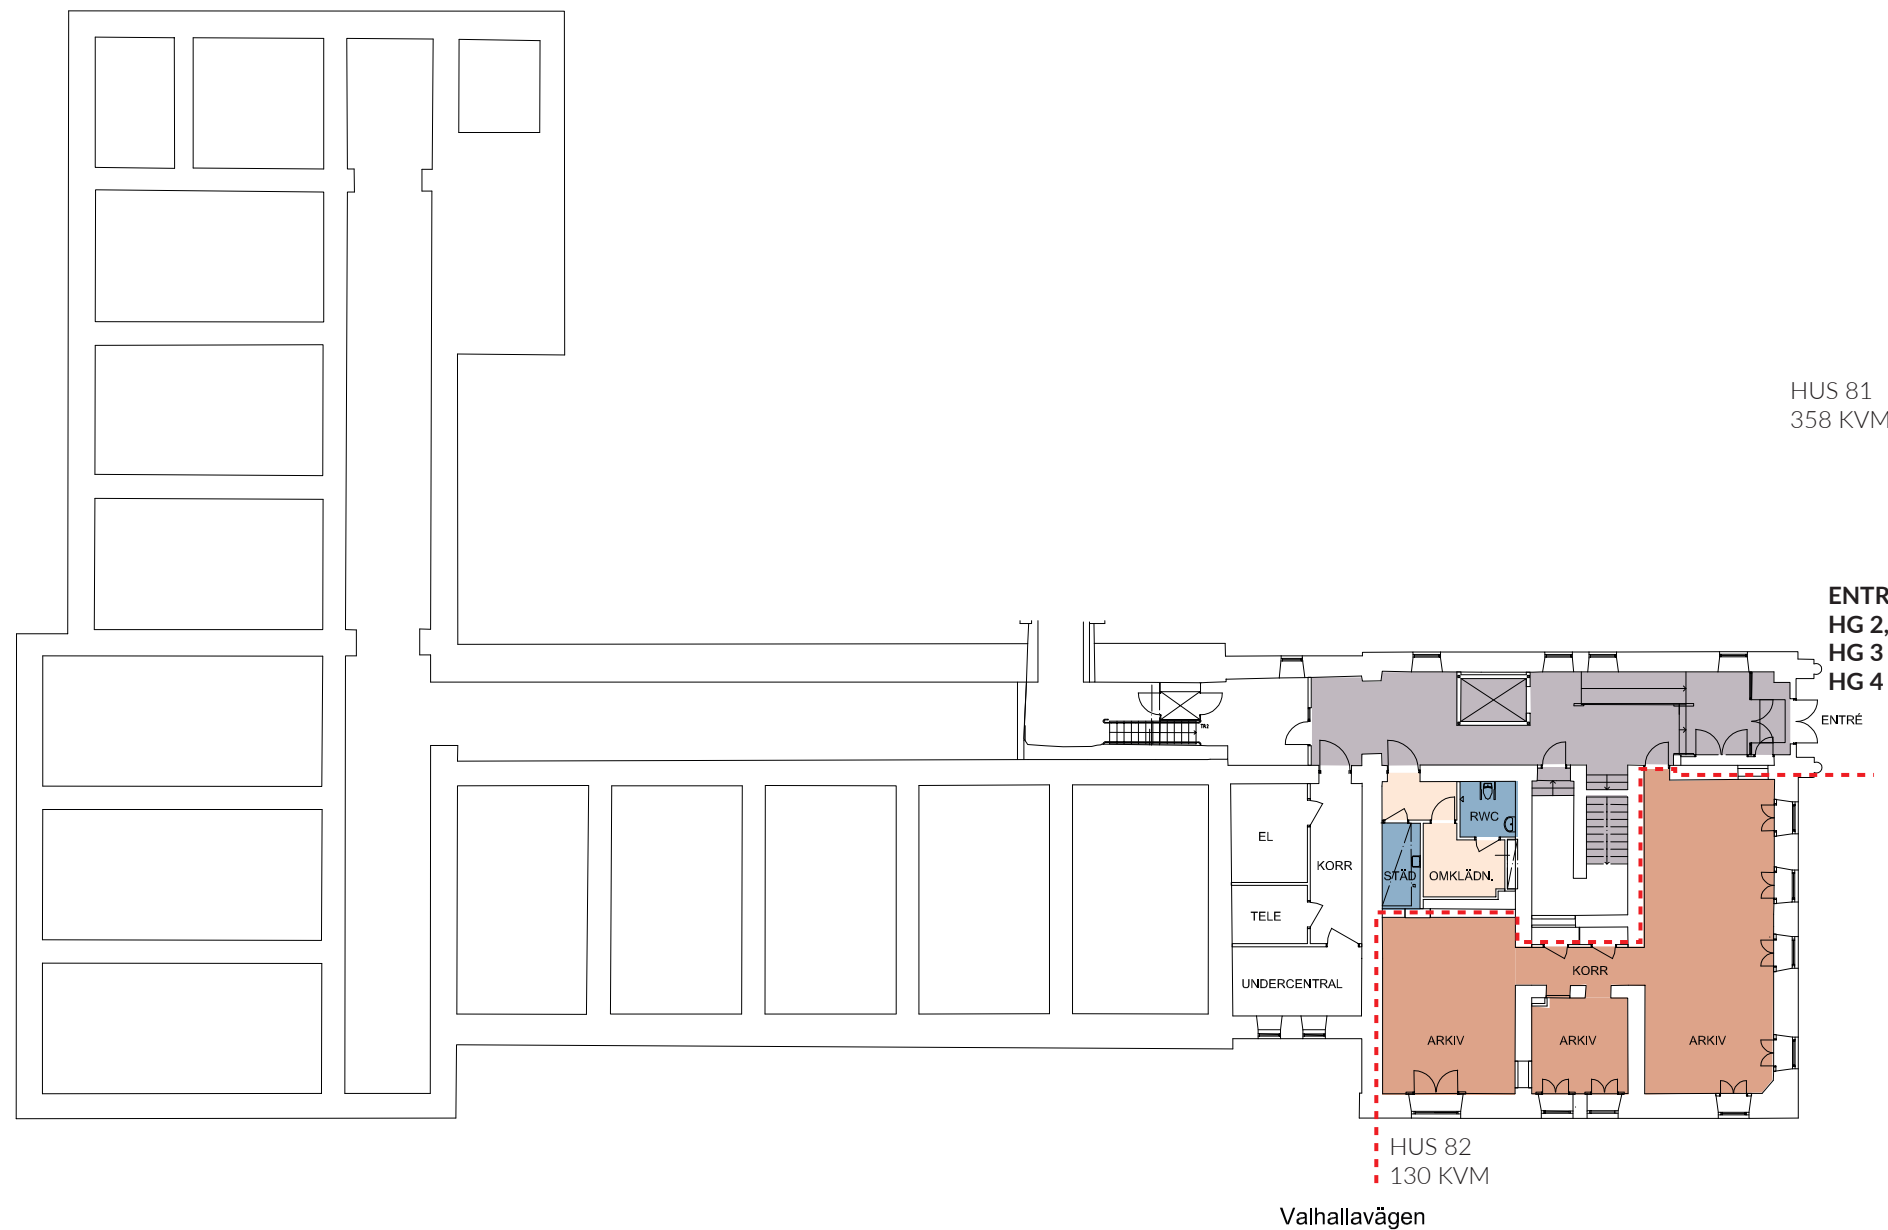 HUS 81
358 KVM
ENTR
HG 2,
HG 3
HG 4
ENTRÉ
RWC
EL
KORR
STÄD
OMKLÄDN.
TELE
KORR
UNDERCENTRAL
ARKIV
ARKIV
ARKIV
HUS 82
130 KVM
Valhallavägen